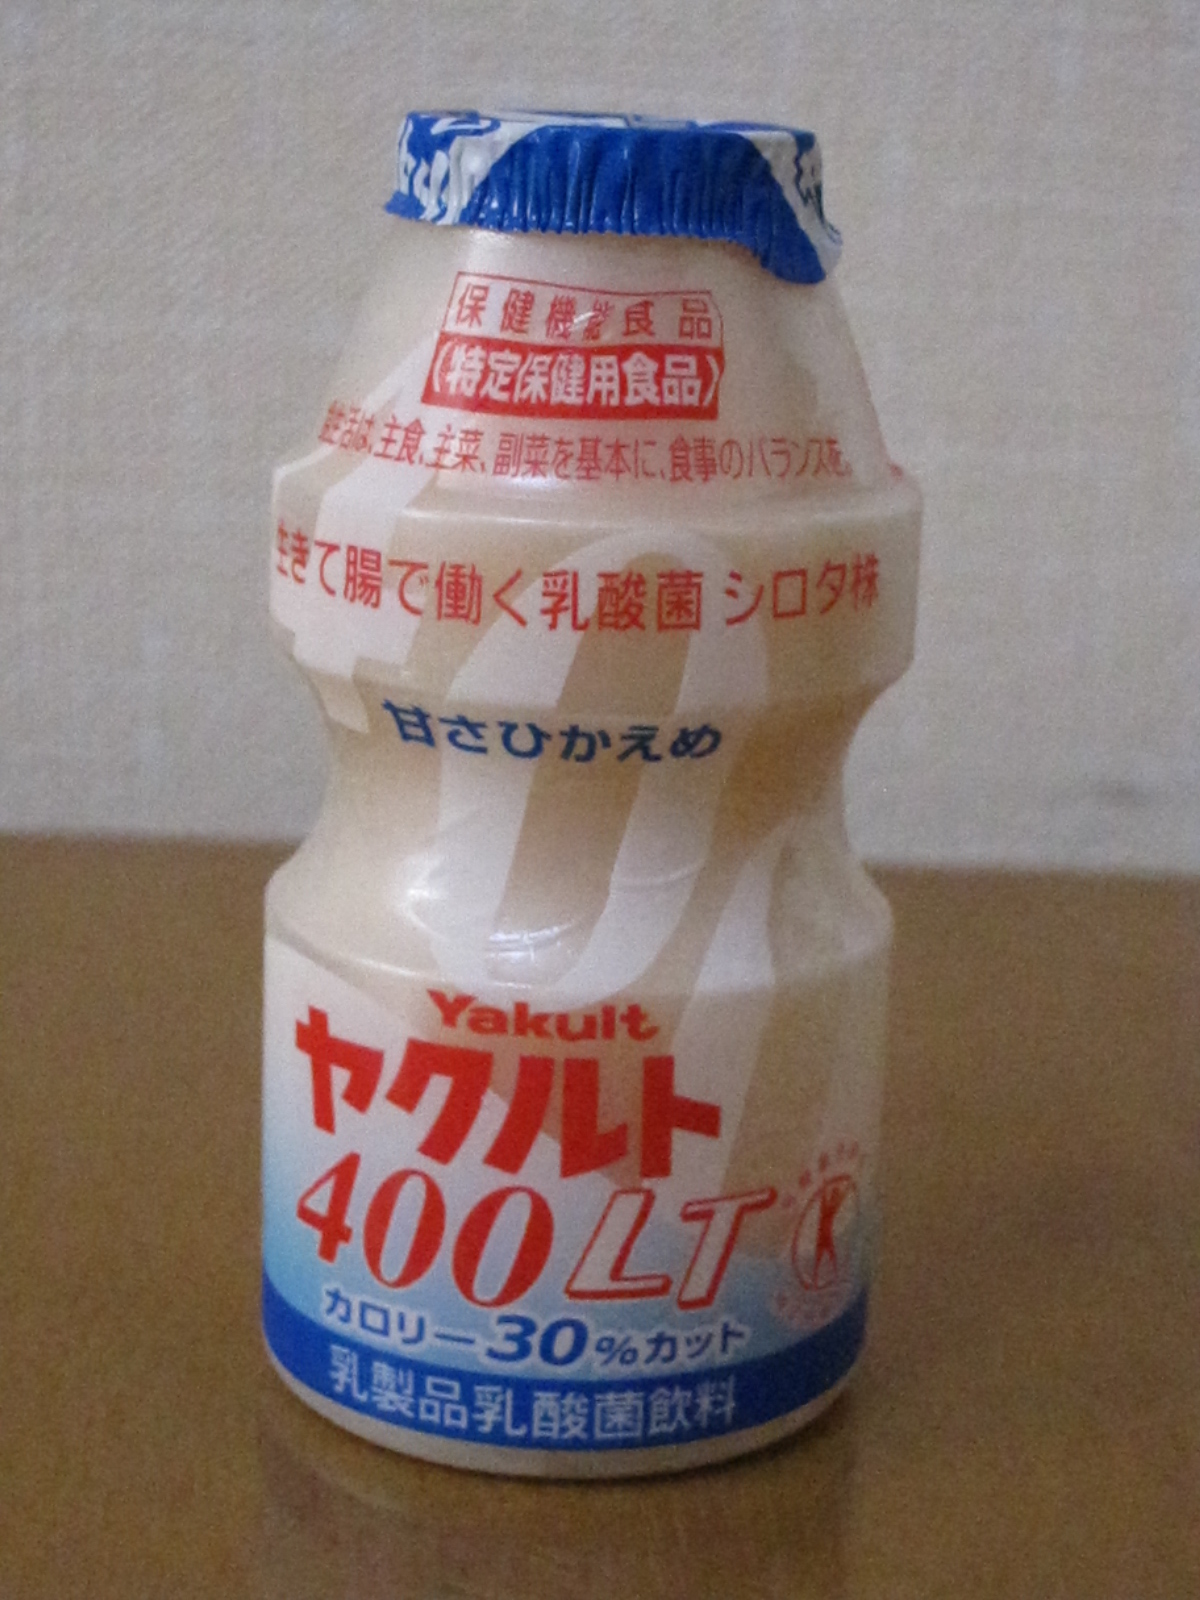 保健機能食品
(特定保健用食品)
食生活は、主食、主菜、副菜を基本に、食事のバランスを。
生きて腸で働く乳酸菌 シロタ株
甘さひかえめ
Yakult
ヤクルト
400LT
カロリー30%カット
乳製品乳酸菌飲料